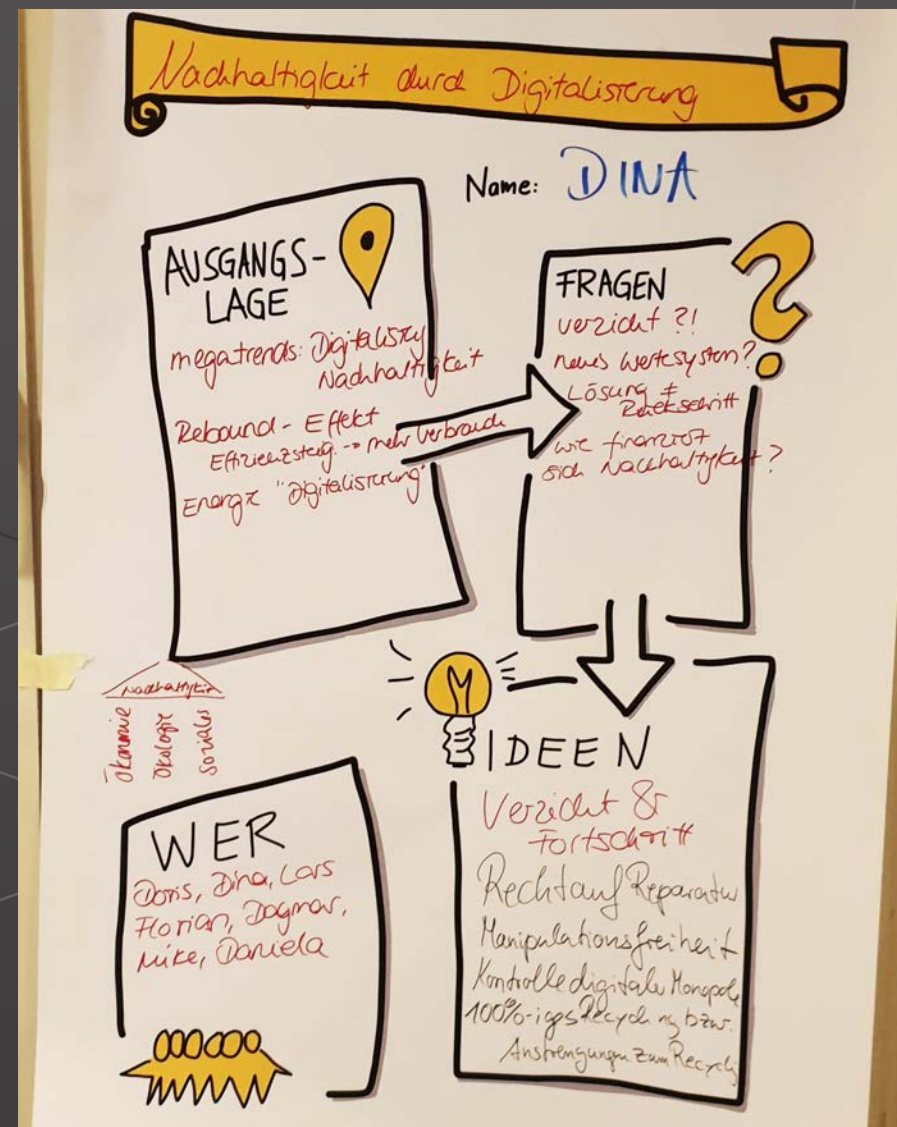 Nachhaltigkeit durch Digitalisierung
Name: DINA
AUSGANGS-
LAGE
megatrends: Digitalisierg
Nachhaltigkeit
Rebound-Effekt
Effizienzsteig. -> mehr Verbrauch
Energie "Digitalisierung"
FRAGEN
verzicht ?!
neues wertesystem?
Lösung ≠
Rückschritt
wie finanziert
sich Nachhaltigkeit?
Nachhaltigkeit
Ökonomie
Ökologie
Soziales
IDEEN
Verzicht &
Fortschritt
Recht auf Reparatur
Manipulationsfreiheit
Kontrolle digitaler Monopole
100%-iges Recycling bzw.
Anstrengungen zum Recyclg
WER
Doris, Dina, Lars
Florian, Dagmar,
Mike, Daniela